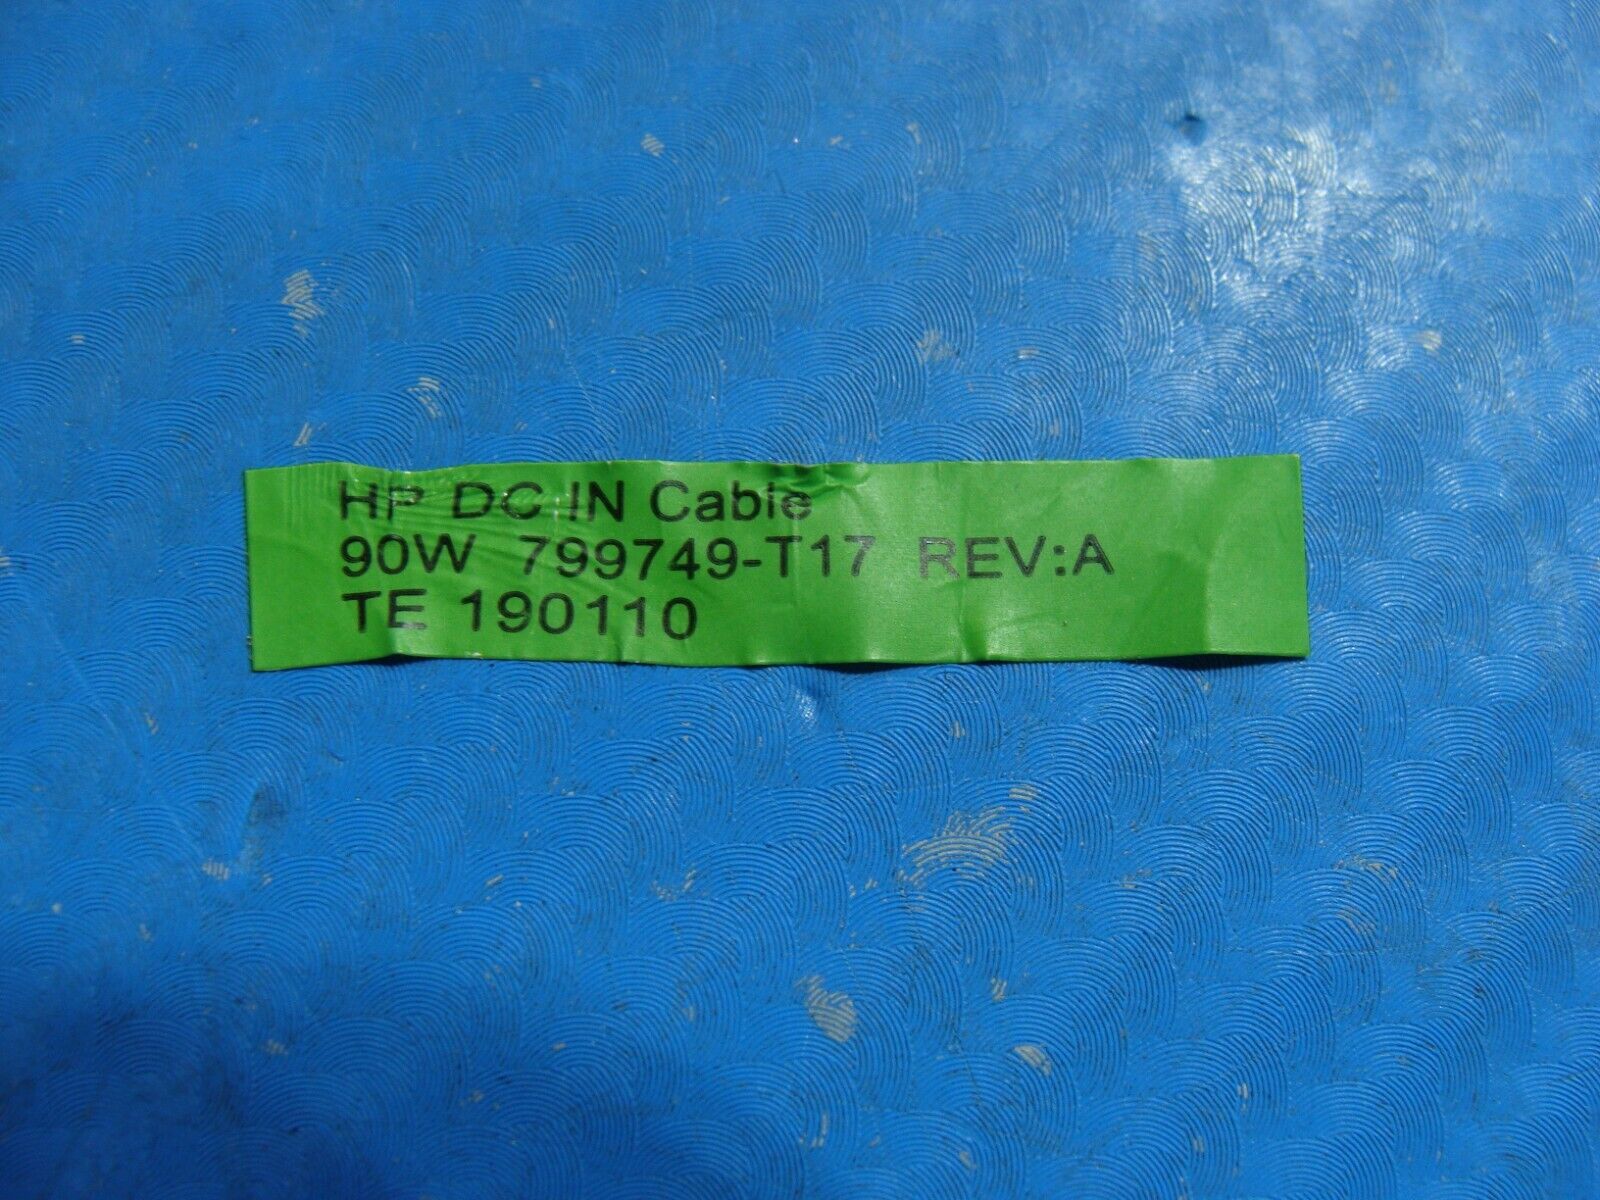 HP DC IN Cable
90W 799749-T17 REV:A
TE 190110